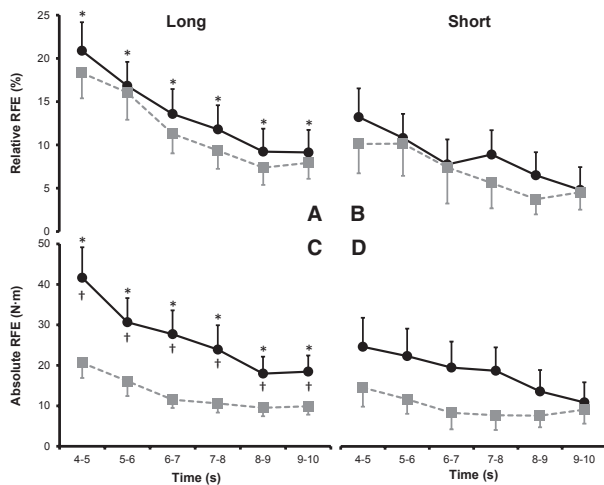 Long
Short
Relative RFE (%)
25
20
15
10
5
0
* * * * * *
A B
C D
Absolute RFE (N·m)
50
40
30
20
10
0
* * * * * *
† † † † † †
4-5 5-6 6-7 7-8 8-9 9-10
Time (s)
4-5 5-6 6-7 7-8 8-9 9-10
Time (s)